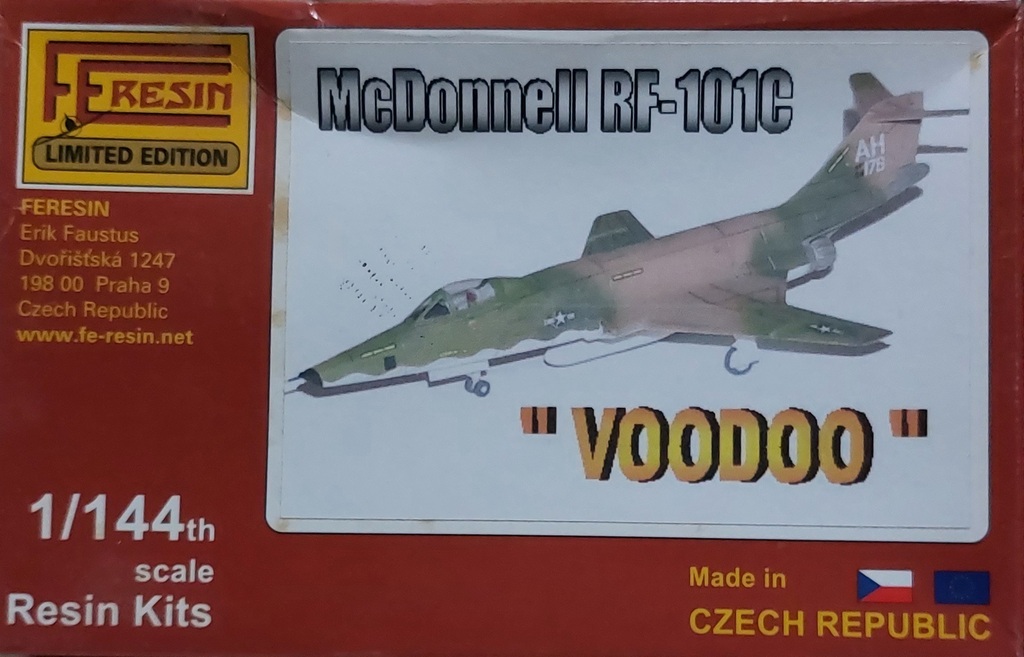 FERESIN
LIMITED EDITION
FERESIN
Erik Faustus
Dvořišťská 1247
198 00 Praha 9
Czech Republic
www.fe-resin.net
McDonnell RF-101C
AH
176
" VOODOO "
1/144th
scale
Resin Kits
Made in
CZECH REPUBLIC